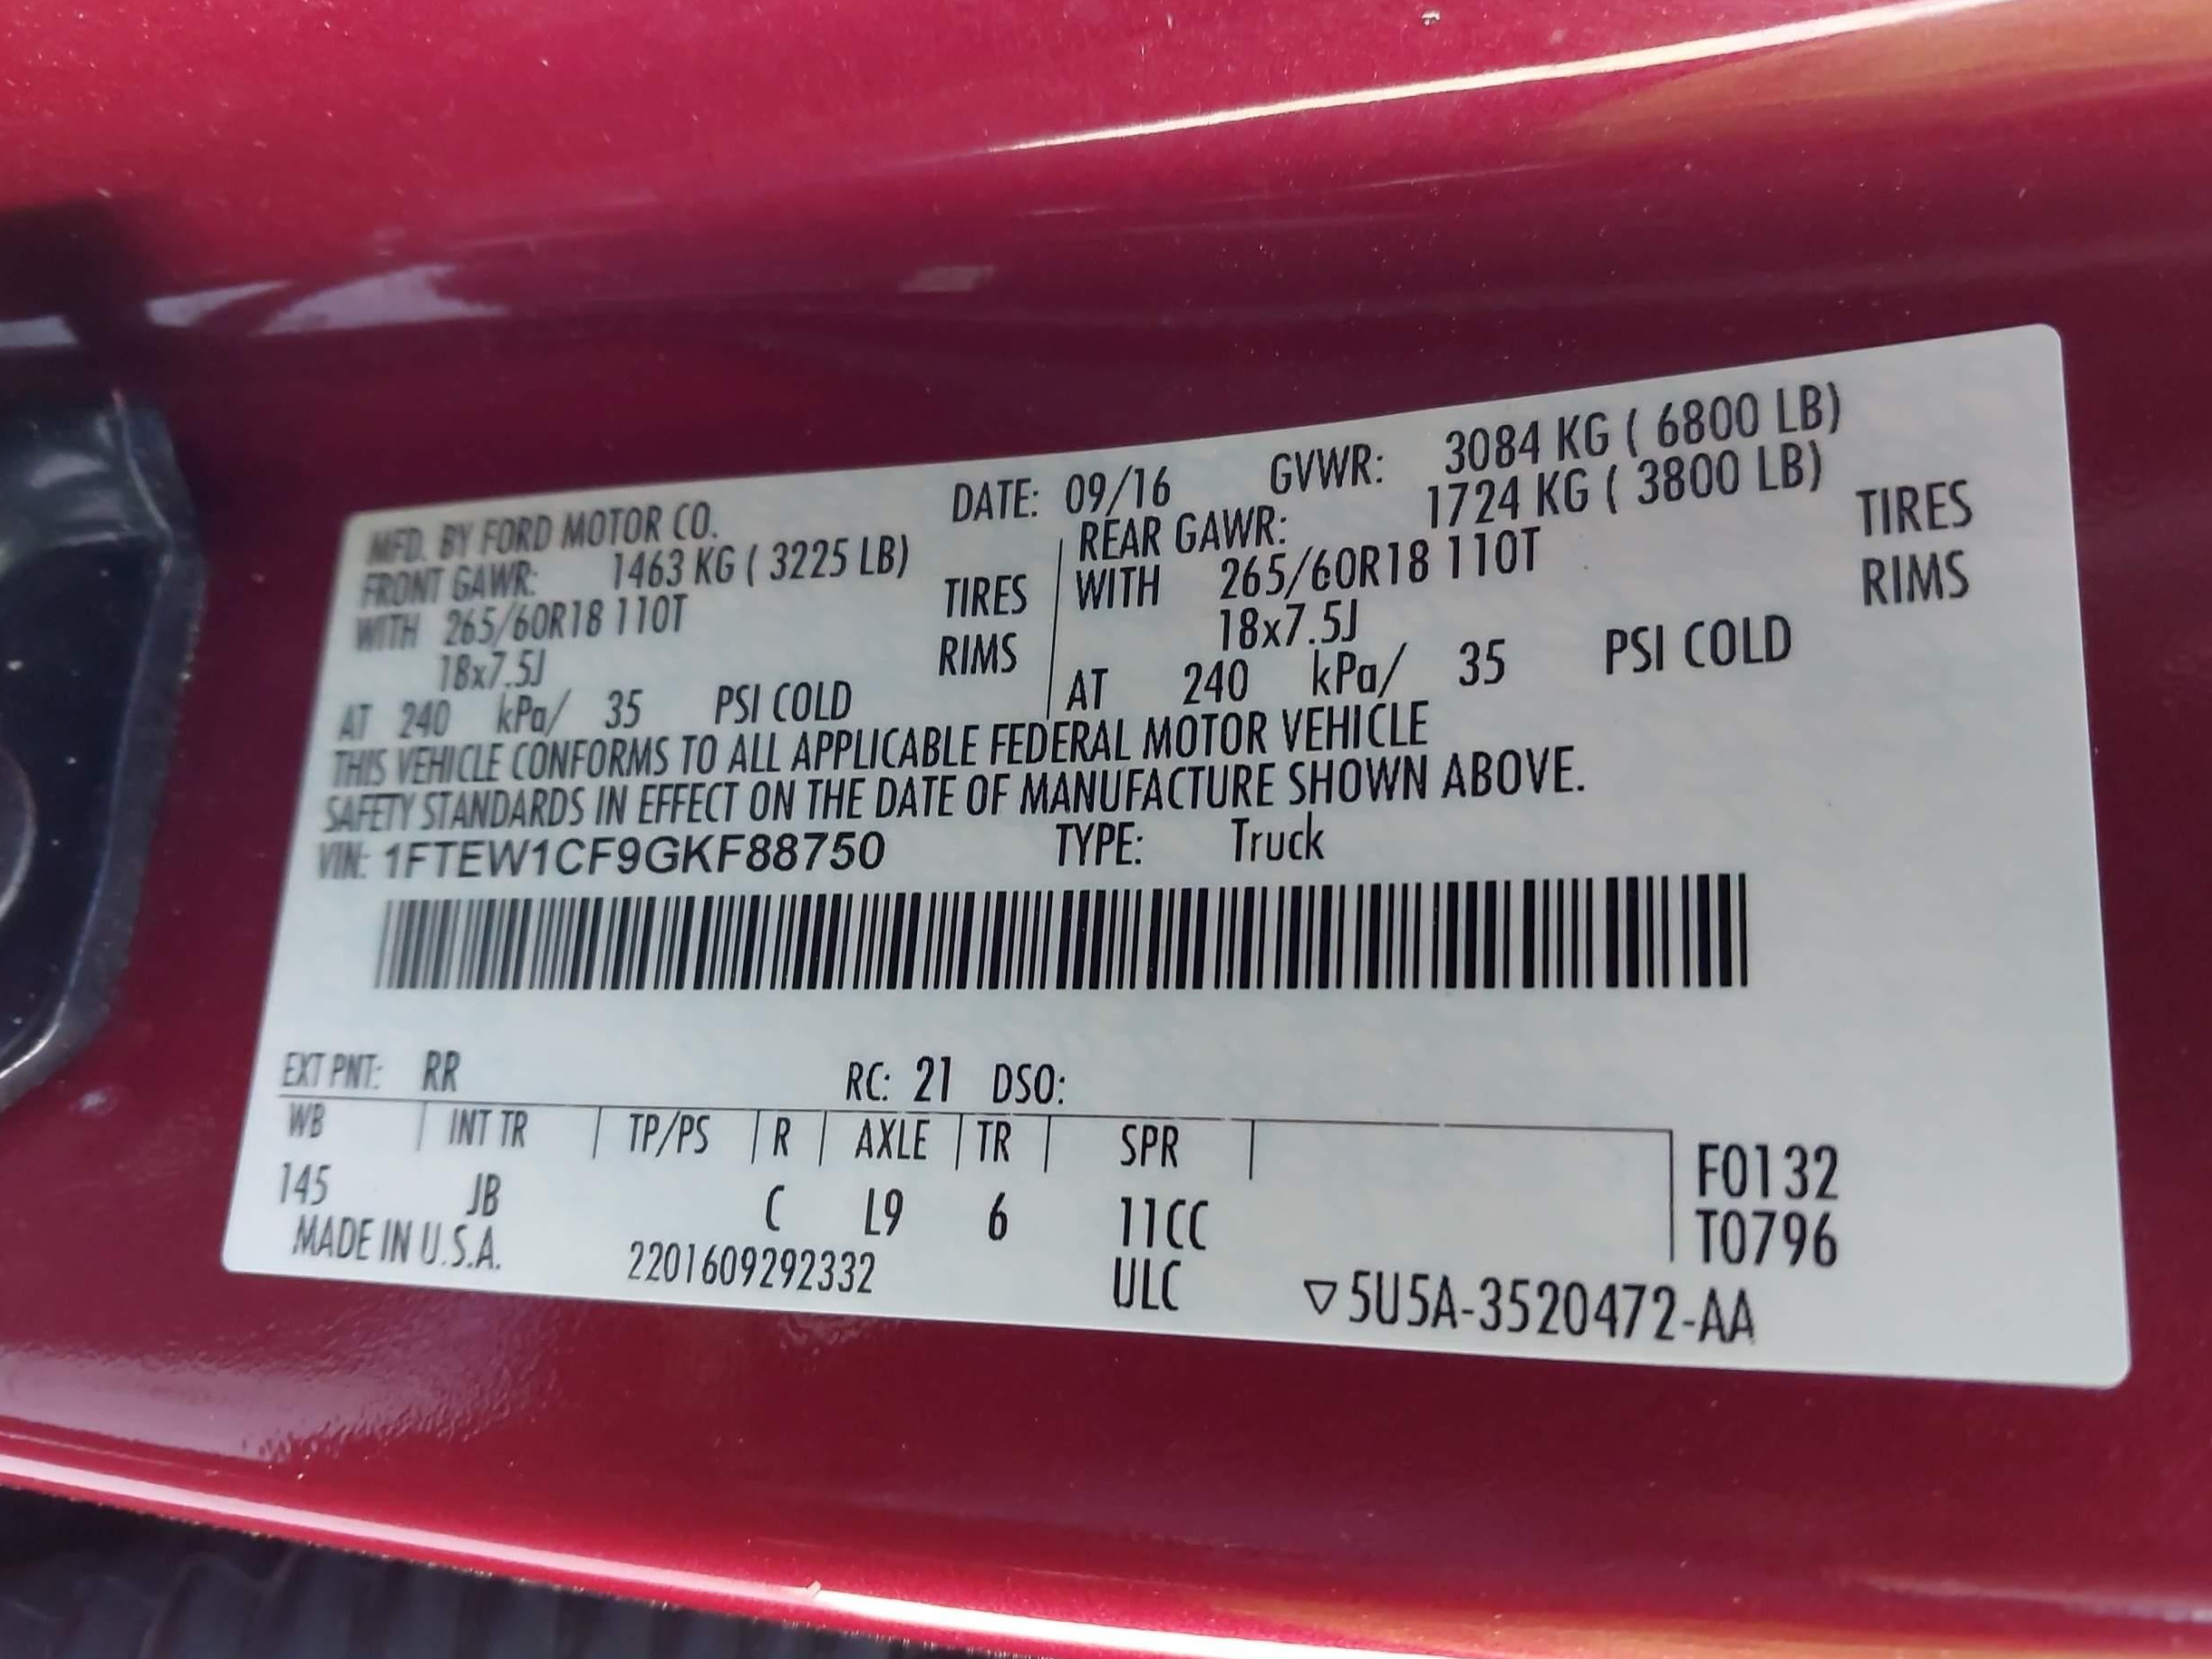 MFD. BY FORD MOTOR CO. DATE: 09/16 GVWR: 3084 KG ( 6800 LB)
FRONT GAWR: 1463 KG ( 3225 LB) REAR GAWR: 1724 KG ( 3800 LB)
WITH 265/60R18 110T TIRES WITH 265/60R18 110T TIRES
18x7.5J RIMS 18x7.5J RIMS
AT 240 kPa/ 35 PSI COLD AT 240 kPa/ 35 PSI COLD
THIS VEHICLE CONFORMS TO ALL APPLICABLE FEDERAL MOTOR VEHICLE
SAFETY STANDARDS IN EFFECT ON THE DATE OF MANUFACTURE SHOWN ABOVE.
VIN: 1FTEW1CF9GKF88750 TYPE: Truck
EXT PNT: RR RC: 21 DSO:
WB INT TR TP/PS R AXLE TR SPR F0132
145 JB C L9 6 11CC T0796
MADE IN U.S.A. 2201609292332 ULC ▽5U5A-3520472-AA